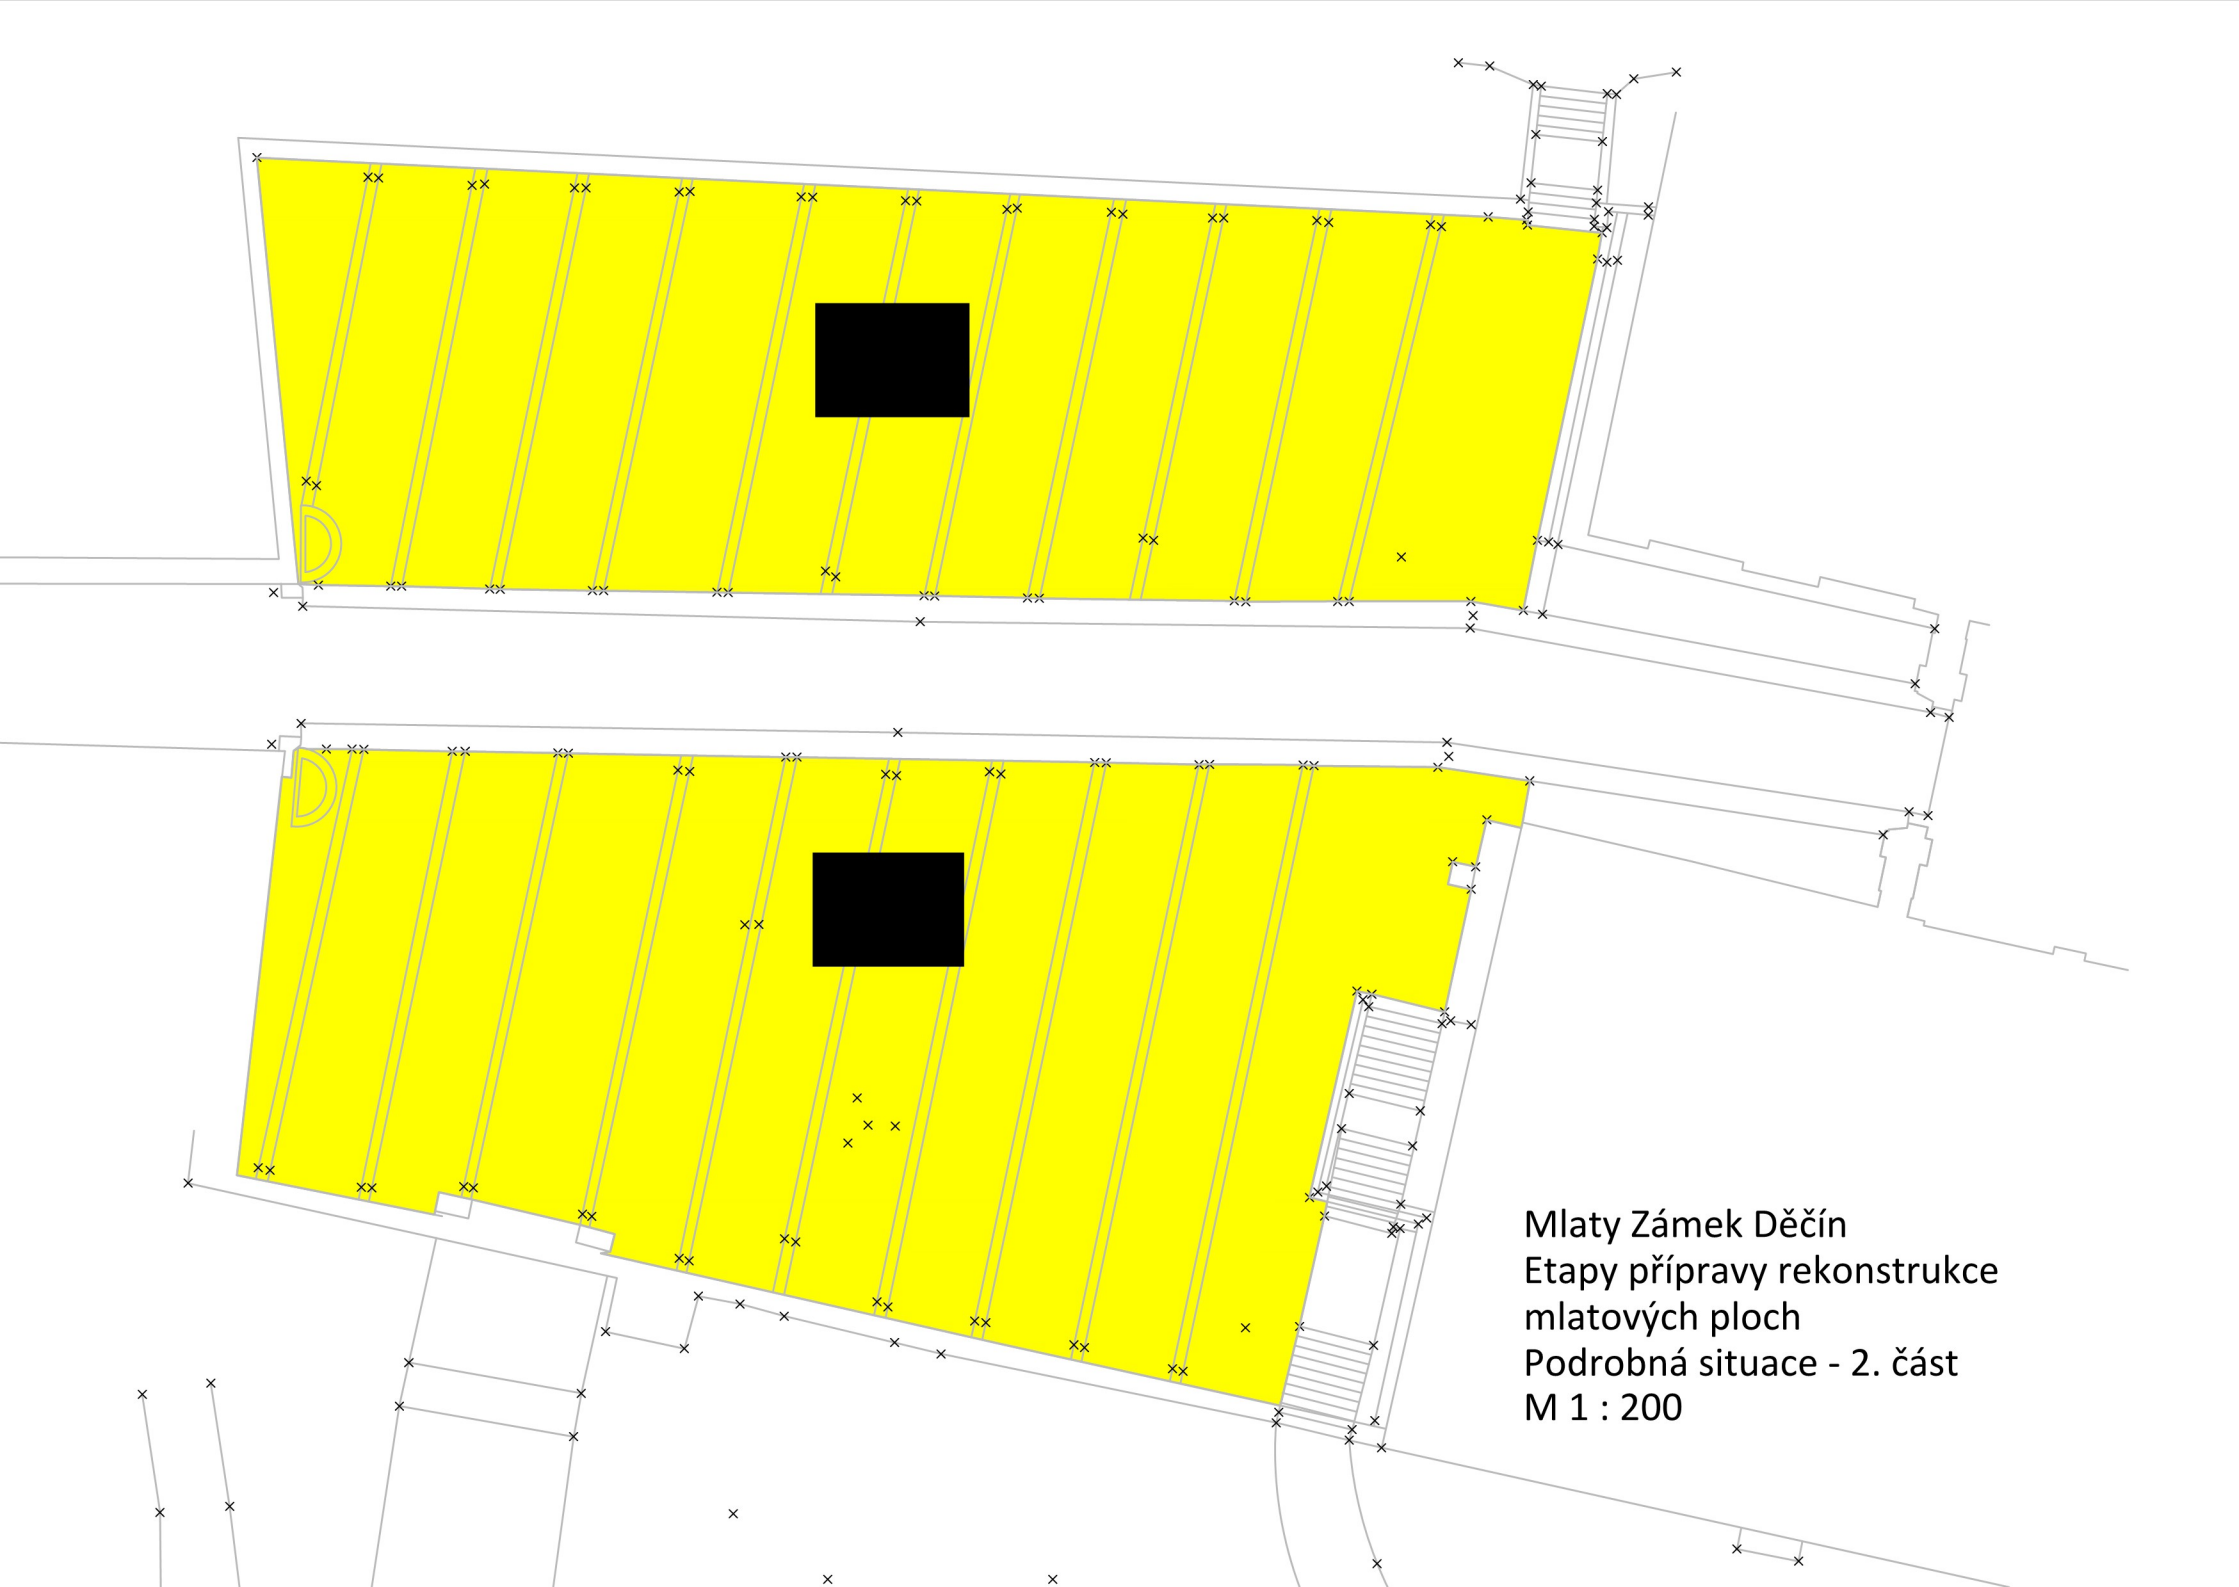 Mlaty Zámek Děčín
Etapy přípravy rekonstrukce
mlatových ploch
Podrobná situace - 2. část
M 1 : 200